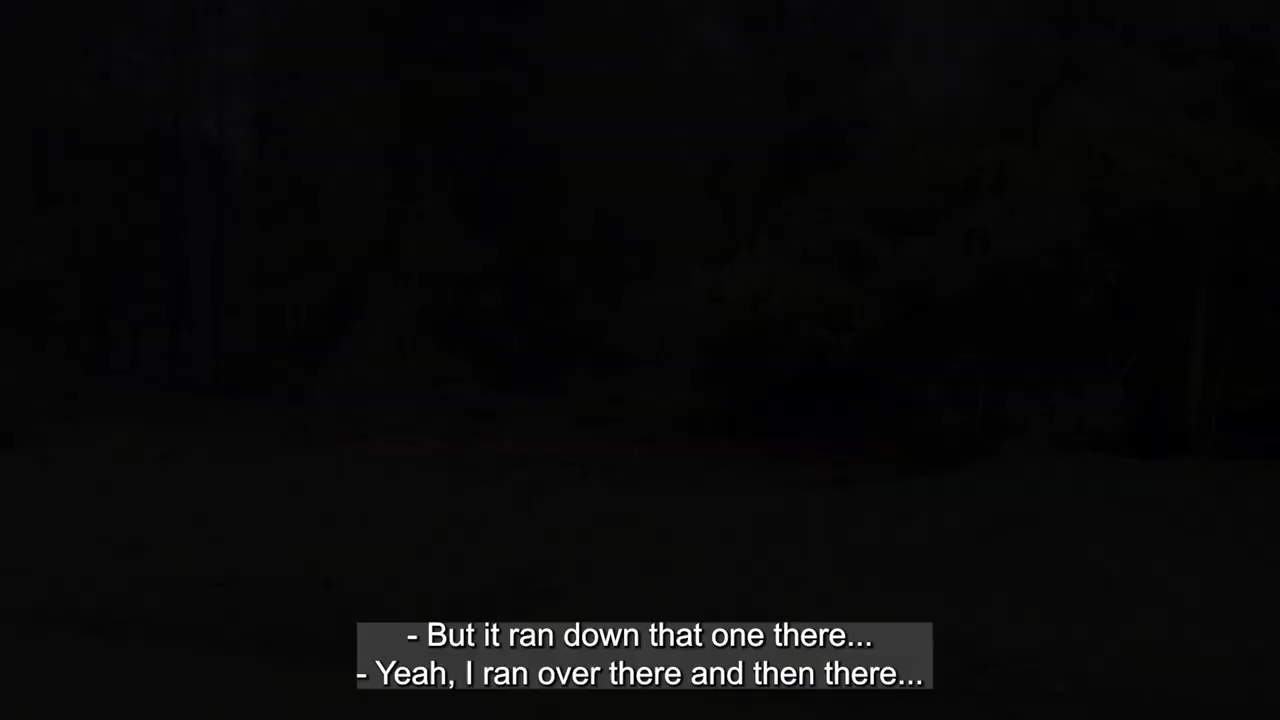 - But it ran down that one there...
- Yeah, I ran over there and then there...